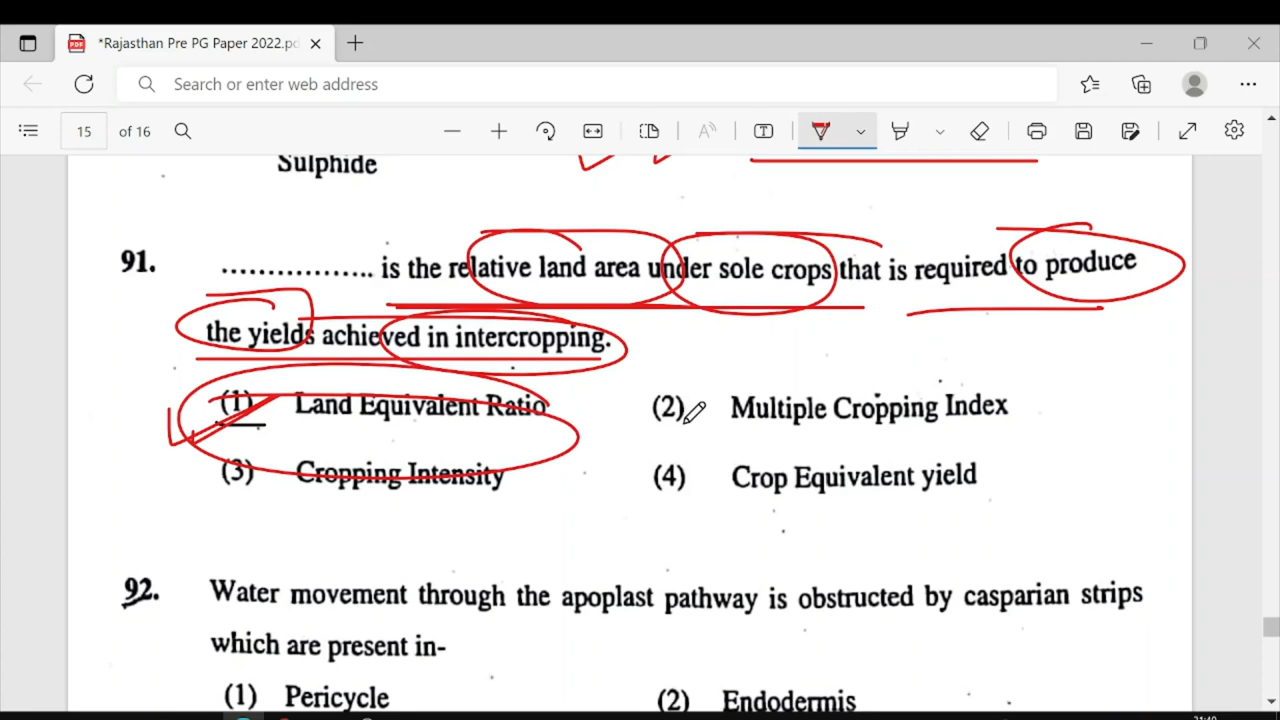 *Rajasthan Pre PG Paper 2022.pd
Search or enter web address
15 of 16
Sulphide
91. ................. is the relative land area under sole crops that is required to produce
the yields achieved in intercropping.
(1) Land Equivalent Ratio (2) Multiple Cropping Index
(3) Cropping Intensity (4) Crop Equivalent yield
92. Water movement through the apoplast pathway is obstructed by casparian strips
which are present in-
(1) Pericycle (2) Endodermis